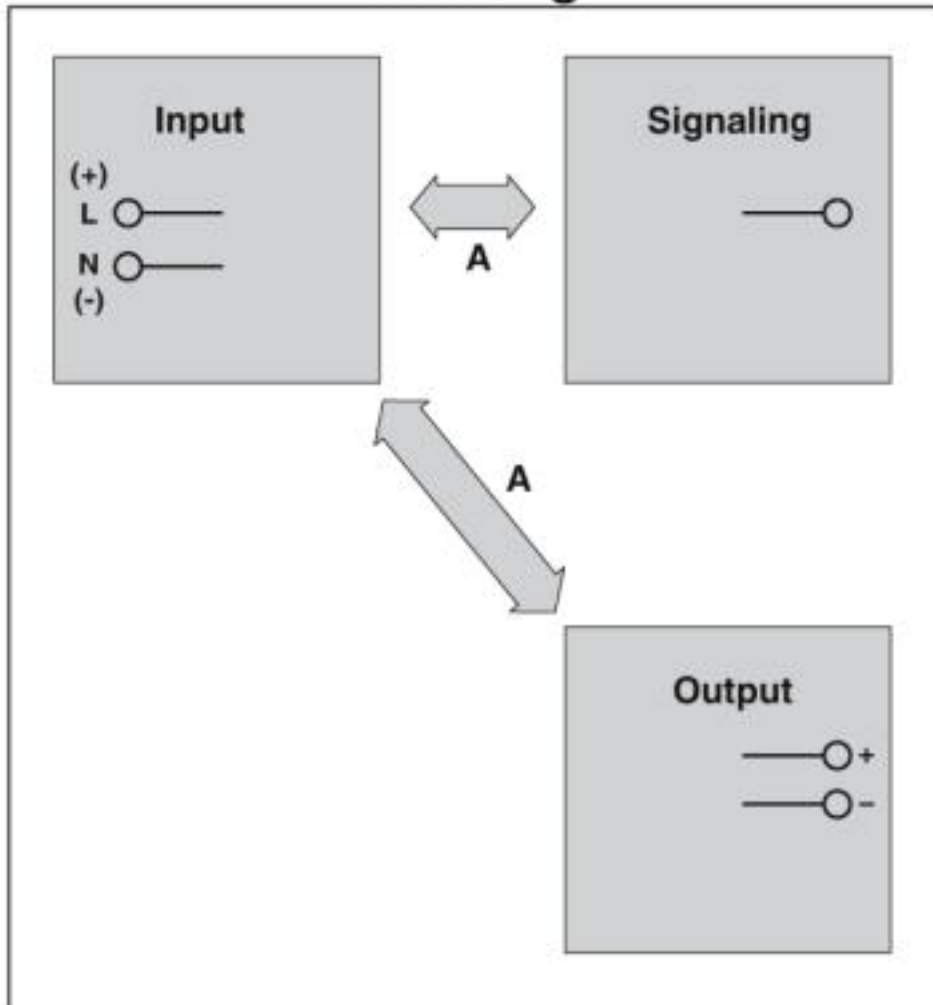 Input
(+)
L
N
(-)
A
Signaling
A
Output
+
−